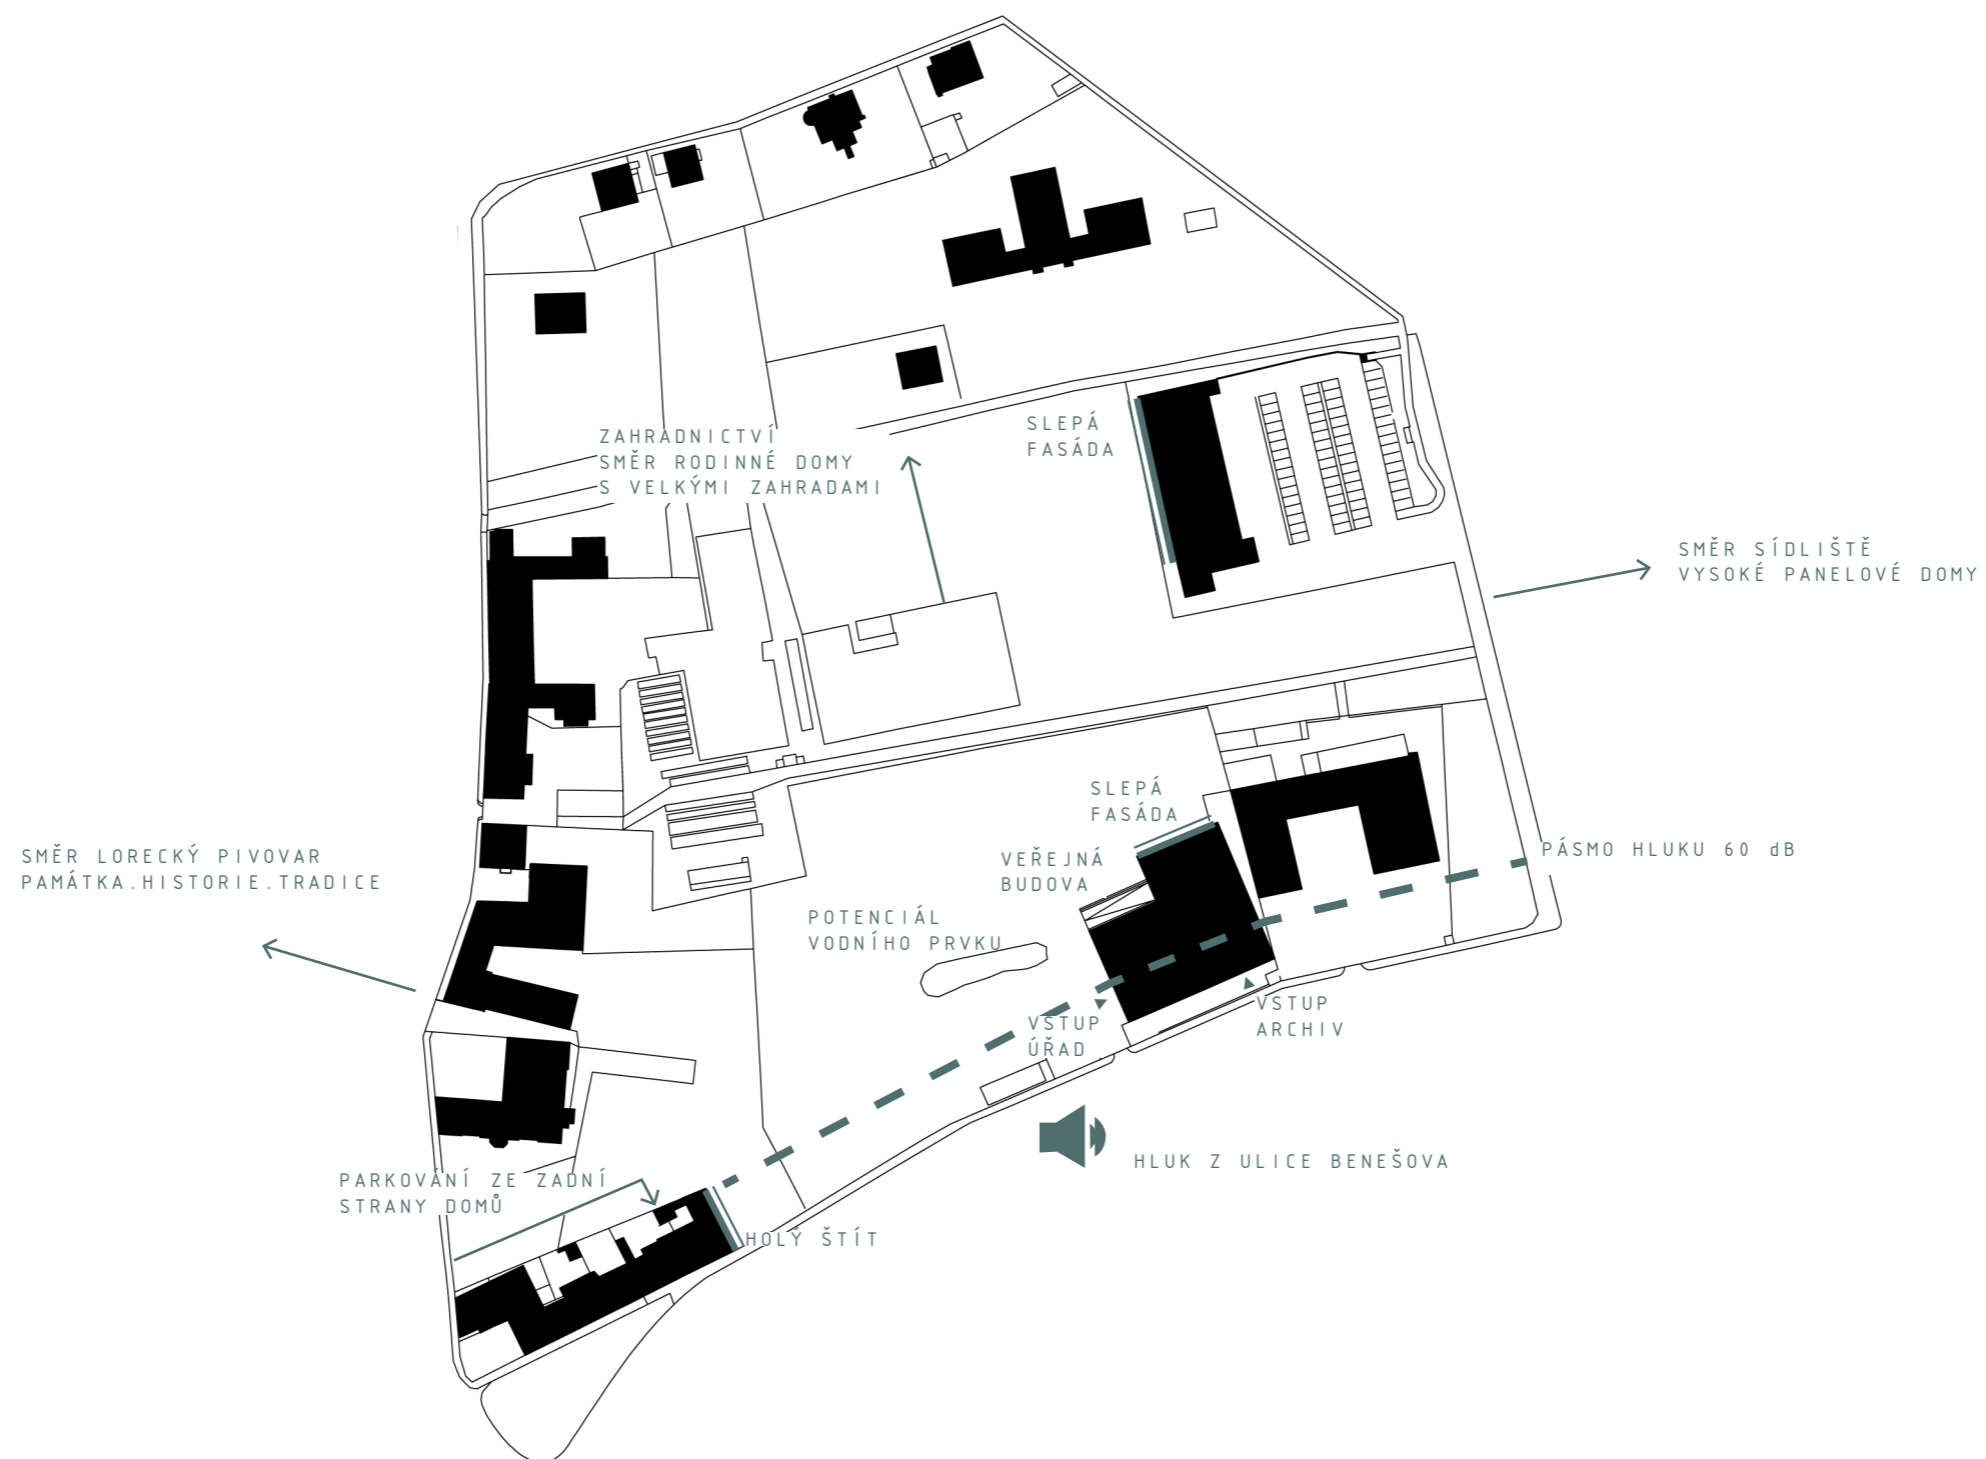 ZAHRADNICTVÍ
SMĚR RODINNÉ DOMY
S VELKÝMI ZAHRADAMI
SLEPÁ
FASÁDA
SMĚR SÍDLIŠTĚ
VYSOKÉ PANELOVÉ DOMY
SLEPÁ
FASÁDA
VEŘEJNÁ
BUDOVA
PÁSMO HLUKU 60 dB
SMĚR LORECKÝ PIVOVAR
PAMÁTKA.HISTORIE.TRADICE
POTENCIÁL
VODNÍHO PRVKU
VSTUP
ÚŘAD
VSTUP
ARCHIV
HLUK Z ULICE BENEŠOVA
PARKOVÁNÍ ZE ZADNÍ
STRANY DOMŮ
HOLÝ ŠTÍT